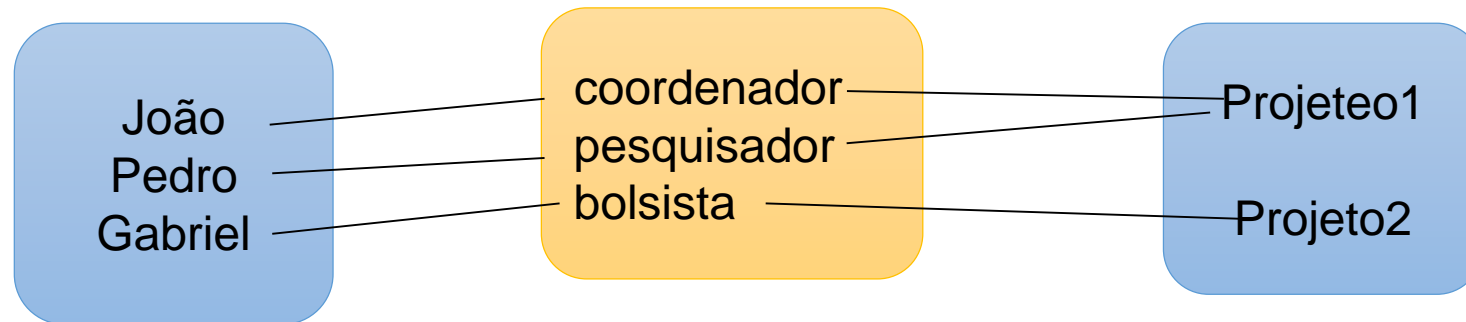 João
Pedro
Gabriel
coordenador
pesquisador
bolsista
Projeteo1
Projeto2